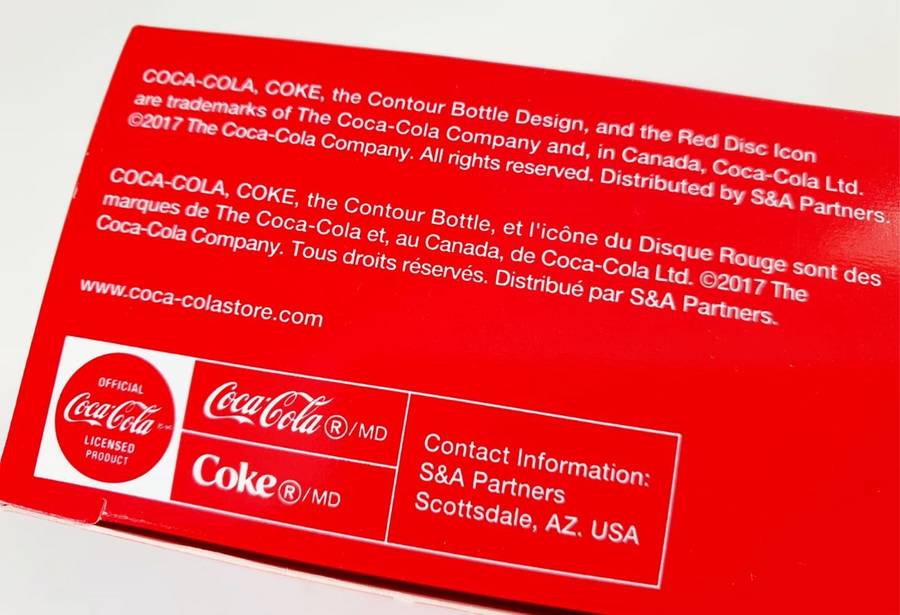 COCA-COLA, COKE, the Contour Bottle Design, and the Red Disc Icon
are trademarks of The Coca-Cola Company and, in Canada, Coca-Cola Ltd.
©2017 The Coca-Cola Company. All rights reserved. Distributed by S&A Partners.
COCA-COLA, COKE, the Contour Bottle, et l'icône du Disque Rouge sont des
marques de The Coca-Cola et, au Canada, de Coca-Cola Ltd. ©2017 The
Coca-Cola Company. Tous droits réservés. Distribué par S&A Partners.
www.coca-colastore.com
OFFICIAL
Coca-Cola
LICENSED
PRODUCT
Coca-Cola®/MD
Coke®/MD
Contact Information:
S&A Partners
Scottsdale, AZ. USA